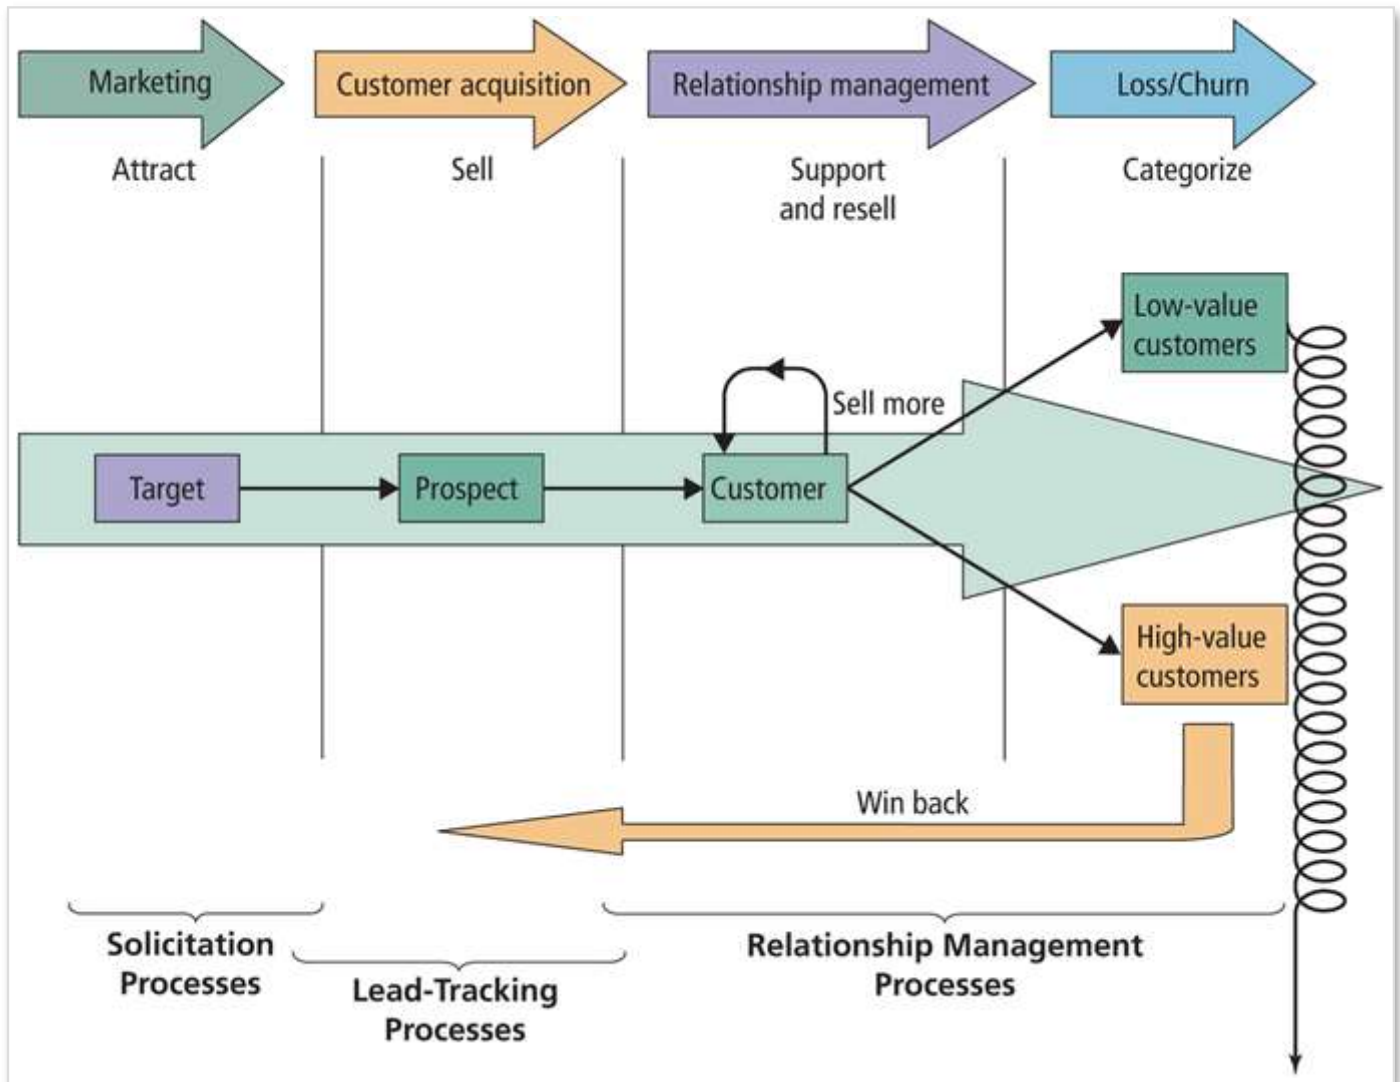 Marketing
Customer acquisition
Relationship management
Loss/Churn
Attract
Sell
Support
and resell
Categorize
Low-value
customers
Sell more
Target
Prospect
Customer
High-value
customers
Win back
Solicitation
Processes
Lead-Tracking
Processes
Relationship Management
Processes